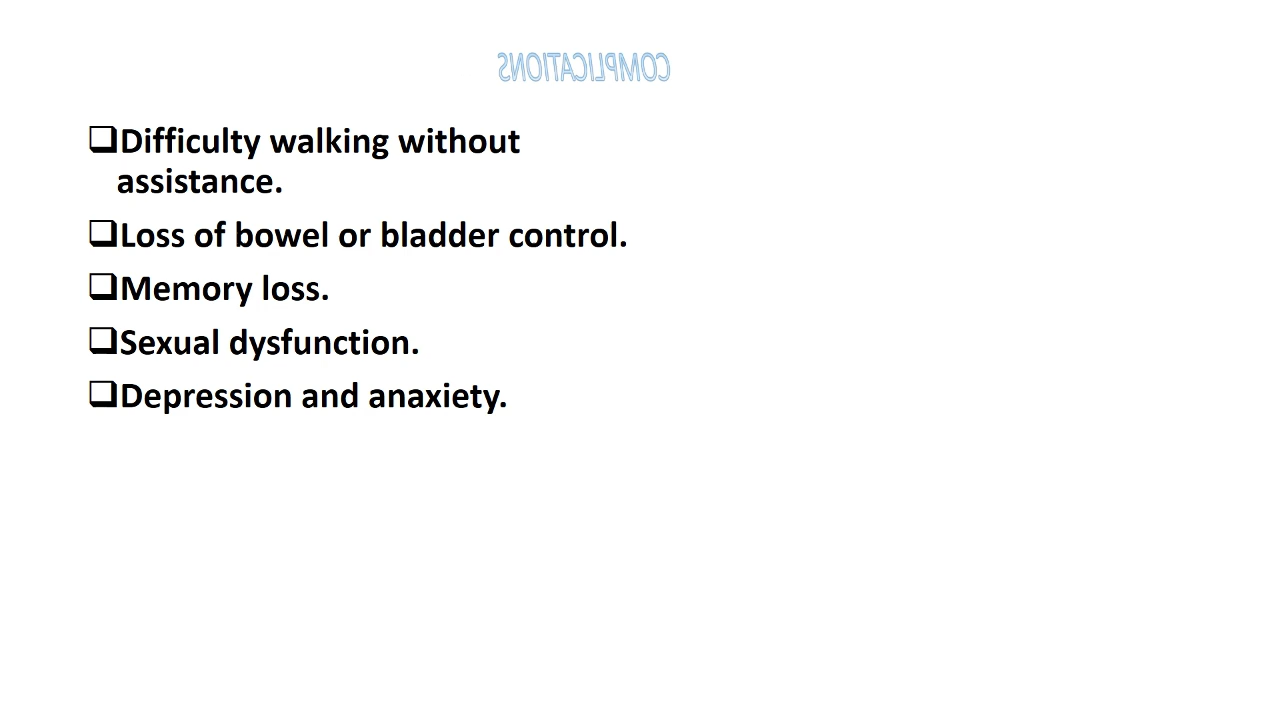 COMPLICATIONS
❑Difficulty walking without
assistance.
❑Loss of bowel or bladder control.
❑Memory loss.
❑Sexual dysfunction.
❑Depression and anaxiety.